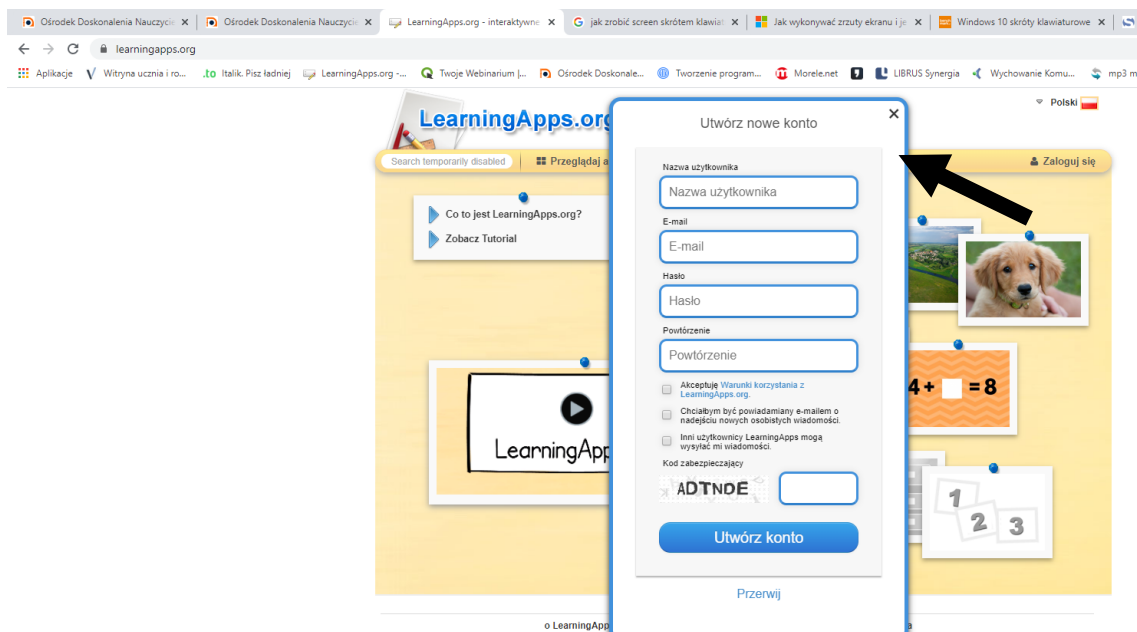 Ośrodek Doskonalenia Nauczycie
Ośrodek Doskonalenia Nauczycie
LearningApps.org - interaktywne
jak zrobić screen skrótem klawiat
Jak wykonywać zrzuty ekranu i je
Windows 10 skróty klawiaturowe
learningapps.org
Aplikacje
Witryna ucznia i ro...
.to Italik. Pisz ładniej
LearningApps.org -...
Twoje Webinarium |...
Ośrodek Doskonale...
Tworzenie program...
Morele.net
LIBRUS Synergia
Wychowanie Komu...
mp3 m
LearningApps.org
Polski
Search temporarily disabled
Przeglądaj a
Zaloguj się
Co to jest LearningApps.org?
Zobacz Tutorial
LearningApp
Utwórz nowe konto
Nazwa użytkownika
Nazwa użytkownika
E-mail
E-mail
Hasło
Hasło
Powtórzenie
Powtórzenie
Akceptuję Warunki korzystania z
LearningApps.org.
Chciałbym być powiadamiany e-mailem o
nadejściu nowych osobistych wiadomości.
Inni użytkownicy LearningApps mogą
wysyłać mi wiadomości.
Kod zabezpieczający
ADTNDE
Utwórz konto
Przerwij
4 + = 8
1
2
3
o LearningApp
a